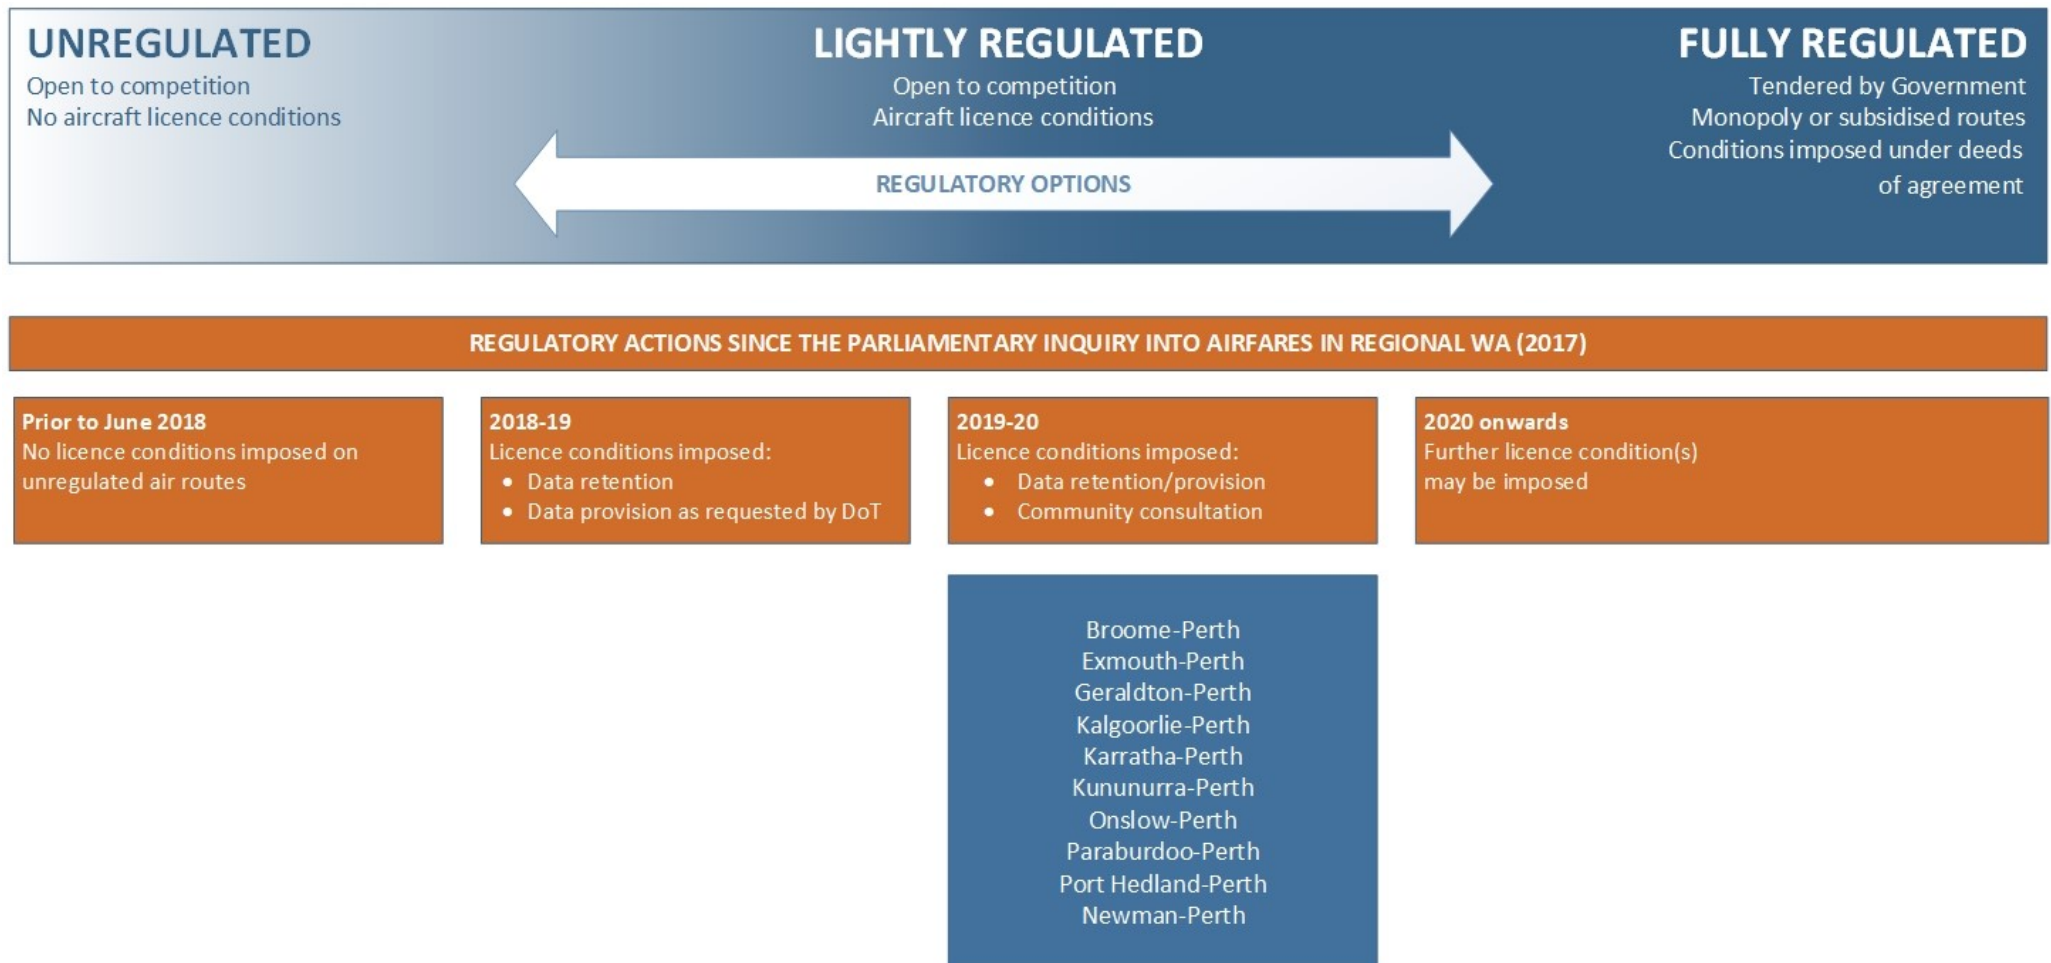 UNREGULATED
Open to competition
No aircraft licence conditions
LIGHTLY REGULATED
Open to competition
Aircraft licence conditions
FULLY REGULATED
Tendered by Government
Monopoly or subsidised routes
Conditions imposed under deeds
of agreement
REGULATORY OPTIONS
REGULATORY ACTIONS SINCE THE PARLIAMENTARY INQUIRY INTO AIRFARES IN REGIONAL WA (2017)
Prior to June 2018
No licence conditions imposed on
unregulated air routes
2018-19
Licence conditions imposed:
• Data retention
• Data provision as requested by DoT
2019-20
Licence conditions imposed:
• Data retention/provision
• Community consultation
2020 onwards
Further licence condition(s)
may be imposed
Broome-Perth
Exmouth-Perth
Geraldton-Perth
Kalgoorlie-Perth
Karratha-Perth
Kununurra-Perth
Onslow-Perth
Paraburdoo-Perth
Port Hedland-Perth
Newman-Perth